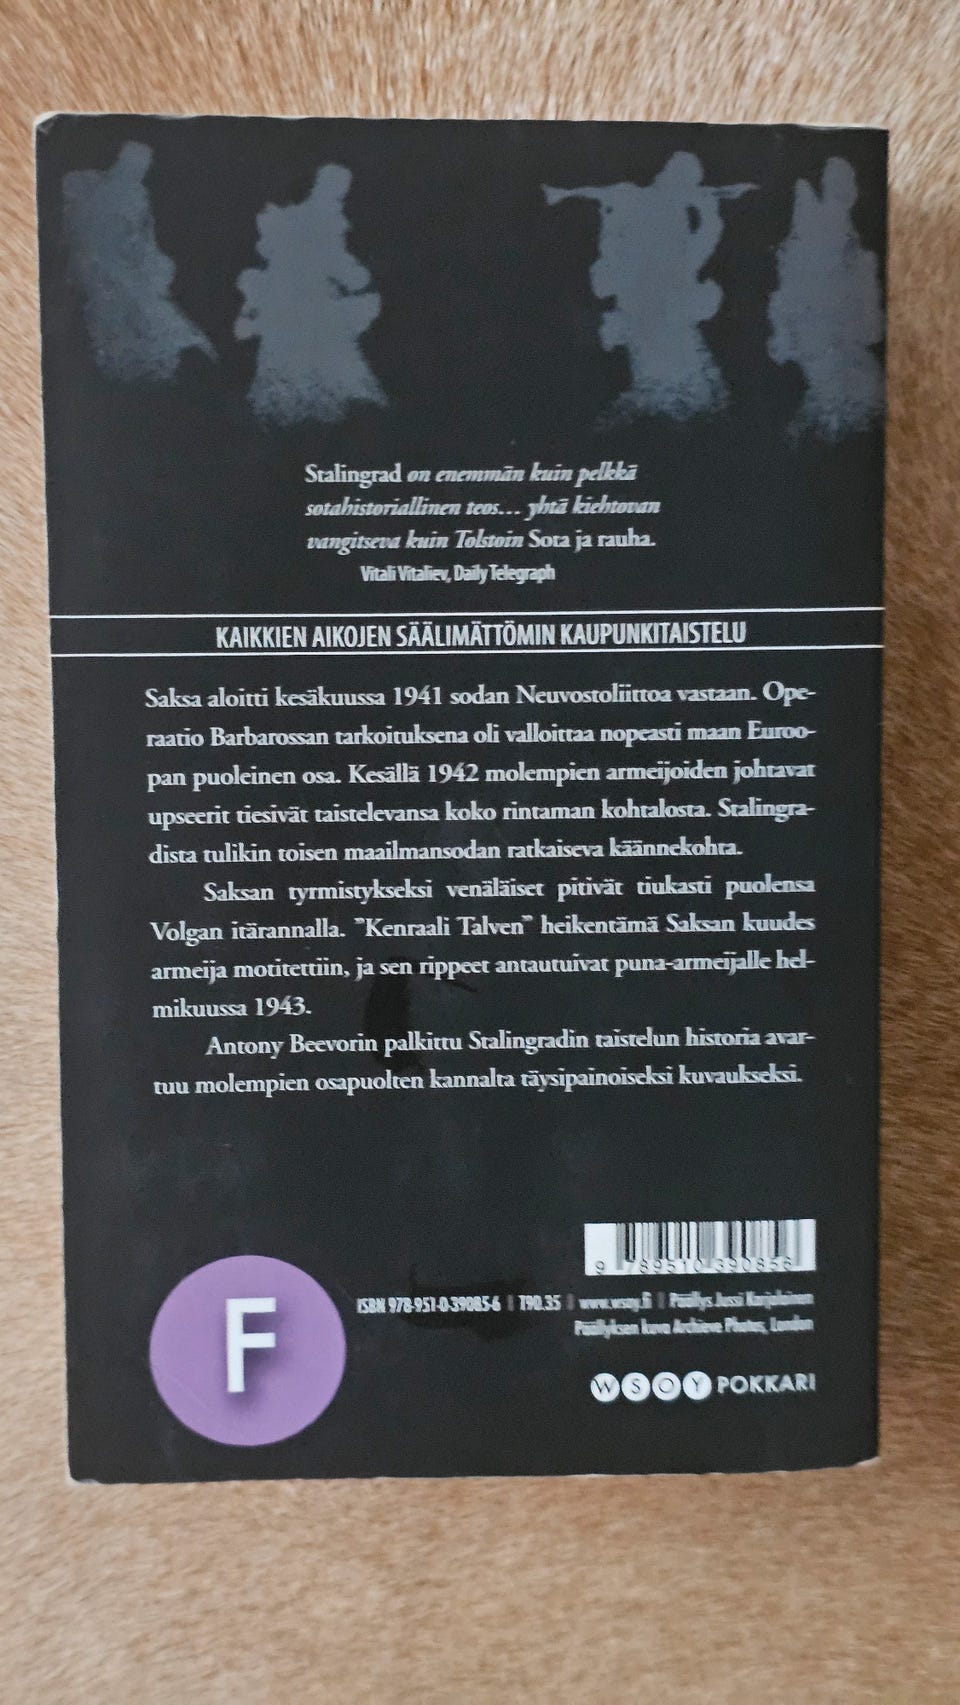 Stalingrad on enemmän kuin pelkkä
sotahistoriallinen teos... yhtä kiehtovan
vangitseva kuin Tolstoin Sota ja rauha.
Vitali Vitaliev, Daily Telegraph
KAIKKIEN AIKOJEN SÄÄLIMÄTTÖMIN KAUPUNKITAISTELU
Saksa aloitti kesäkuussa 1941 sodan Neuvostoliittoa vastaan. Ope-
raatio Barbarossan tarkoituksena oli valloittaa nopeasti maan Euroo-
pan puoleinen osa. Kesällä 1942 molempien armeijoiden johtavat
upseerit tiesivät taistelevansa koko rintaman kohtalosta. Stalingra-
dista tulikin toisen maailmansodan ratkaiseva käännekohta.
Saksan tyrmistykseksi venäläiset pitivät tiukasti puolensa
Volgan itärannalla. ”Kenraali Talven” heikentämä Saksan kuudes
armeija motitettiin, ja sen rippeet antautuivat puna-armeijalle hel-
mikuussa 1943.
Antony Beevorin palkittu Stalingradin taistelun historia avar-
tuu molempien osapuolten kannalta täysipainoiseksi kuvaukseksi.
9 789510 390856
ISBN 978-951-0-39085-6 | T90.35 | www.wsoy.fi | Päällys Jussi Karjalainen
Päällyksen kuva Archieve Photos, London
F
WSOY POKKARI